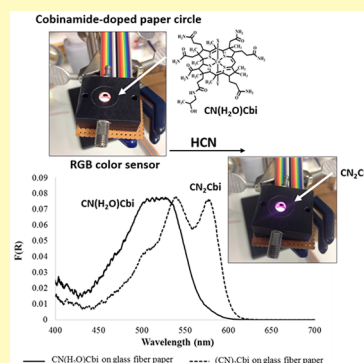 Cobinamide-doped paper circle
CN(H₂O)Cbi
HCN
RGB color sensor
CN₂Cbi
CN(H₂O)Cbi
CN₂Cbi
F(R)
0.09
0.08
0.07
0.06
0.05
0.04
0.03
0.02
0.01
0
400 450 500 550 600 650 700
Wavelength (nm)
CN(H₂O)Cbi on glass fiber paper (CN)₂Cbi on glass fiber paper